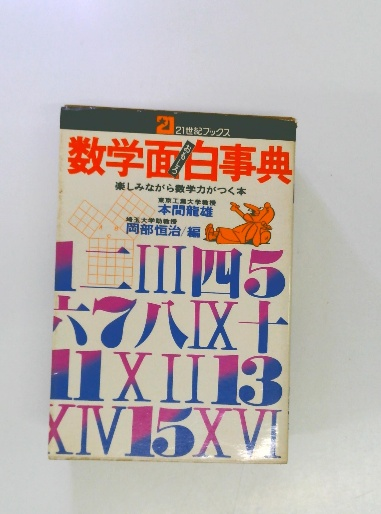 21 21世紀ブックス
数学面白事典
おもしろ
楽しみながら数学力がつく本
東京工業大学教授
本間龍雄
埼玉大学助教授
岡部恒治/編
1二III四5
六7八IX十
11XII13
XIV15XVI